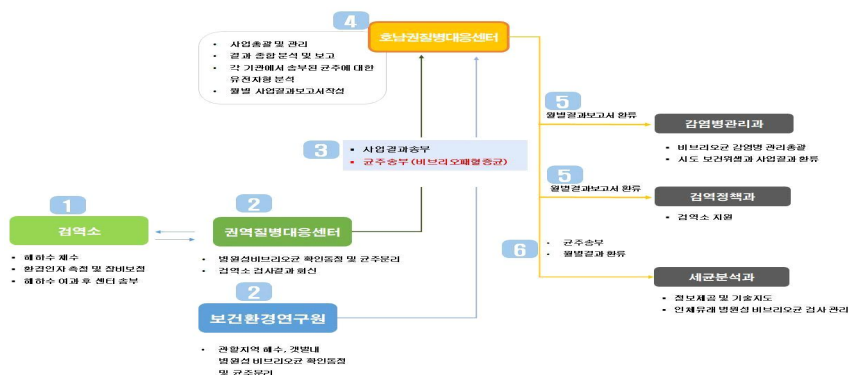 4
호남권질병대응센터
• 사업총괄 및 관리
• 결과 종합 분석 및 보고
• 각 기관에서 송부된 균주에 대한
유전자형 분석
• 월별 사업결과보고서작성
5
월별결과보고서 환류
감염병관리과
• 비브리오균 감염병 관리총괄
• 시도 보건위생과 사업결과 환류
3
• 사업결과송부
• 균주송부 (비브리오패혈증균)
5
월별결과보고서 환류
검역정책과
• 검역소 지원
1
검역소
• 해하수 채수
• 환경인자 측정 및 장비보정
• 해하수 여과 후 센터 송부
2
권역질병대응센터
• 병원성비브리오균 확인동정 및 균주분리
• 검역소 검사결과 회신
6
• 균주송부
• 월별결과 환류
세균분석과
• 정보제공 및 기술지도
• 인체유래 병원성 비브리오균 검사 관리
2
보건환경연구원
• 관할지역 해수, 갯벌내
병원성 비브리오균 확인동정
및 균주분리